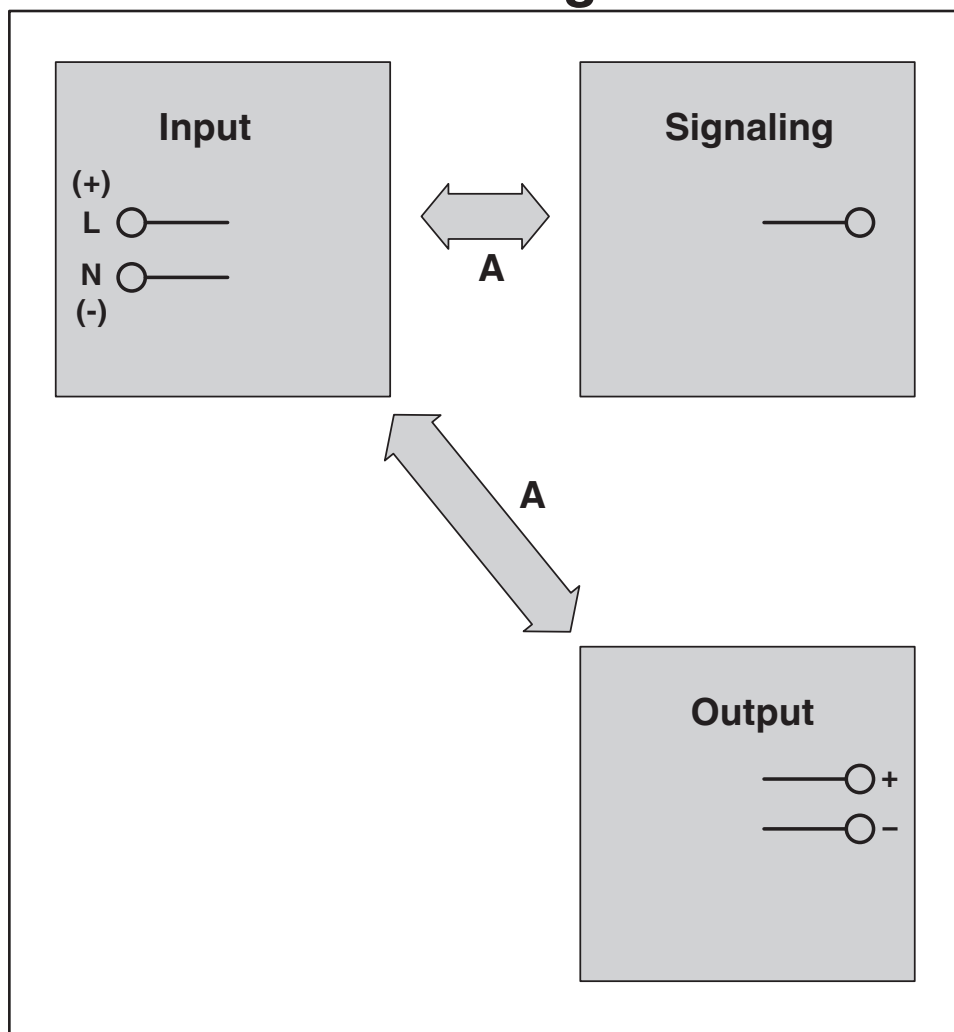 Input
Signaling
(+)
L
N
(-)
A
A
Output
+
–